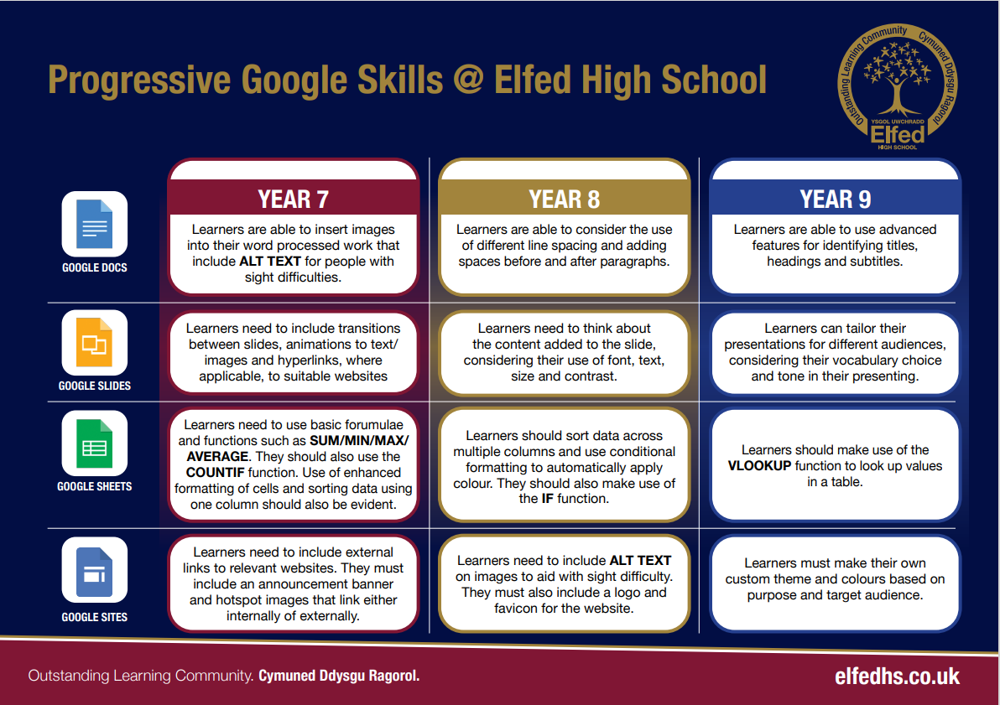 Progressive Google Skills @ Elfed High School
Outstanding Learning Community
Cymuned Ddysgu Ragorol
YSGOL UWCHRADD
Elfed
HIGH SCHOOL
YEAR 7
YEAR 8
YEAR 9
GOOGLE DOCS
Learners are able to insert images
into their word processed work that
include ALT TEXT for people with
sight difficulties.
Learners are able to consider the use
of different line spacing and adding
spaces before and after paragraphs.
Learners are able to use advanced
features for identifying titles,
headings and subtitles.
GOOGLE SLIDES
Learners need to include transitions
between slides, animations to text/
images and hyperlinks, where
applicable, to suitable websites
Learners need to think about
the content added to the slide,
considering their use of font, text,
size and contrast.
Learners can tailor their
presentations for different audiences,
considering their vocabulary choice
and tone in their presenting.
GOOGLE SHEETS
Learners need to use basic forumulae
and functions such as SUM/MIN/MAX/
AVERAGE. They should also use the
COUNTIF function. Use of enhanced
formatting of cells and sorting data using
one column should also be evident.
Learners should sort data across
multiple columns and use conditional
formatting to automatically apply
colour. They should also make use of
the IF function.
Learners should make use of the
VLOOKUP function to look up values
in a table.
GOOGLE SITES
Learners need to include external
links to relevant websites. They must
include an announcement banner
and hotspot images that link either
internally of externally.
Learners need to include ALT TEXT
on images to aid with sight difficulty.
They must also include a logo and
favicon for the website.
Learners must make their own
custom theme and colours based on
purpose and target audience.
Outstanding Learning Community. Cymuned Ddysgu Ragorol.
elfedhs.co.uk